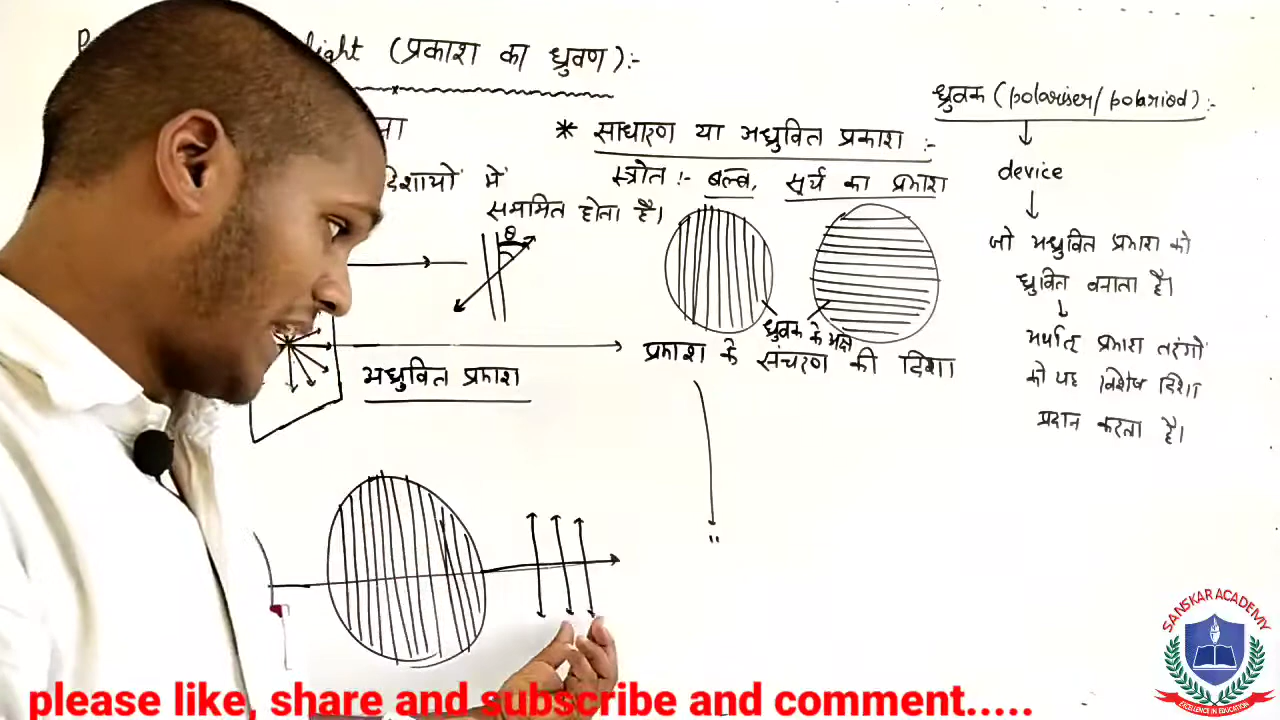 light (प्रकाश का ध्रुवण):-
दिशायों में
सममित होता है।
θ
अध्रुवित प्रकाश
* साधारण या अध्रुवित प्रकाश :-
स्त्रोत :- बल्ब, सूर्य का प्रकाश
ध्रुवक के अक्ष
प्रकाश के संचरण की दिशा
"
ध्रुवक (polariser/polariod):-
device
जो अध्रुवित प्रकाश को
ध्रुवित बनाता है।
अर्थात् प्रकाश तरंगो
को यह विशेष दिशा
प्रदान करता है।
SANSKAR ACADEMY
EXCELLENCE IN EDUCATION
please like, share and subscribe and comment.....